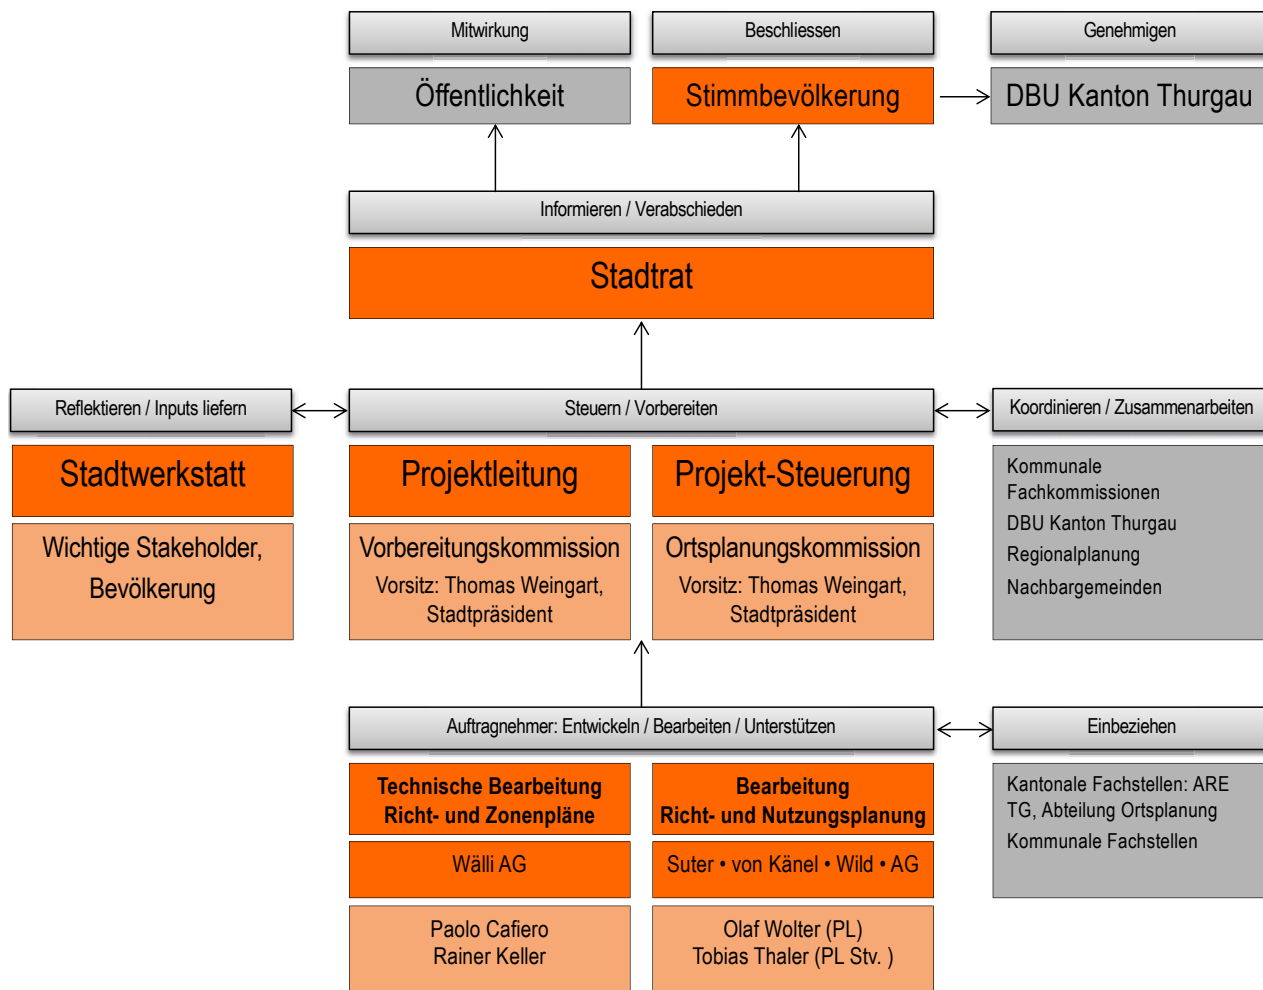 Mitwirkung
Beschliessen
Genehmigen
Öffentlichkeit
Stimmbevölkerung
DBU Kanton Thurgau
Informieren / Verabschieden
Stadtrat
Reflektieren / Inputs liefern
Steuern / Vorbereiten
Koordinieren / Zusammenarbeiten
Stadtwerkstatt
Wichtige Stakeholder,
Bevölkerung
Projektleitung
Vorbereitungskommission
Vorsitz: Thomas Weingart,
Stadtpräsident
Projekt-Steuerung
Ortsplanungskommission
Vorsitz: Thomas Weingart,
Stadtpräsident
Kommunale
Fachkommissionen
DBU Kanton Thurgau
Regionalplanung
Nachbargemeinden
Auftragnehmer: Entwickeln / Bearbeiten / Unterstützen
Einbeziehen
Technische Bearbeitung
Richt- und Zonenpläne
Wälli AG
Paolo Cafiero
Rainer Keller
Bearbeitung
Richt- und Nutzungsplanung
Suter • von Känel • Wild • AG
Olaf Wolter (PL)
Tobias Thaler (PL Stv. )
Kantonale Fachstellen: ARE
TG, Abteilung Ortsplanung
Kommunale Fachstellen